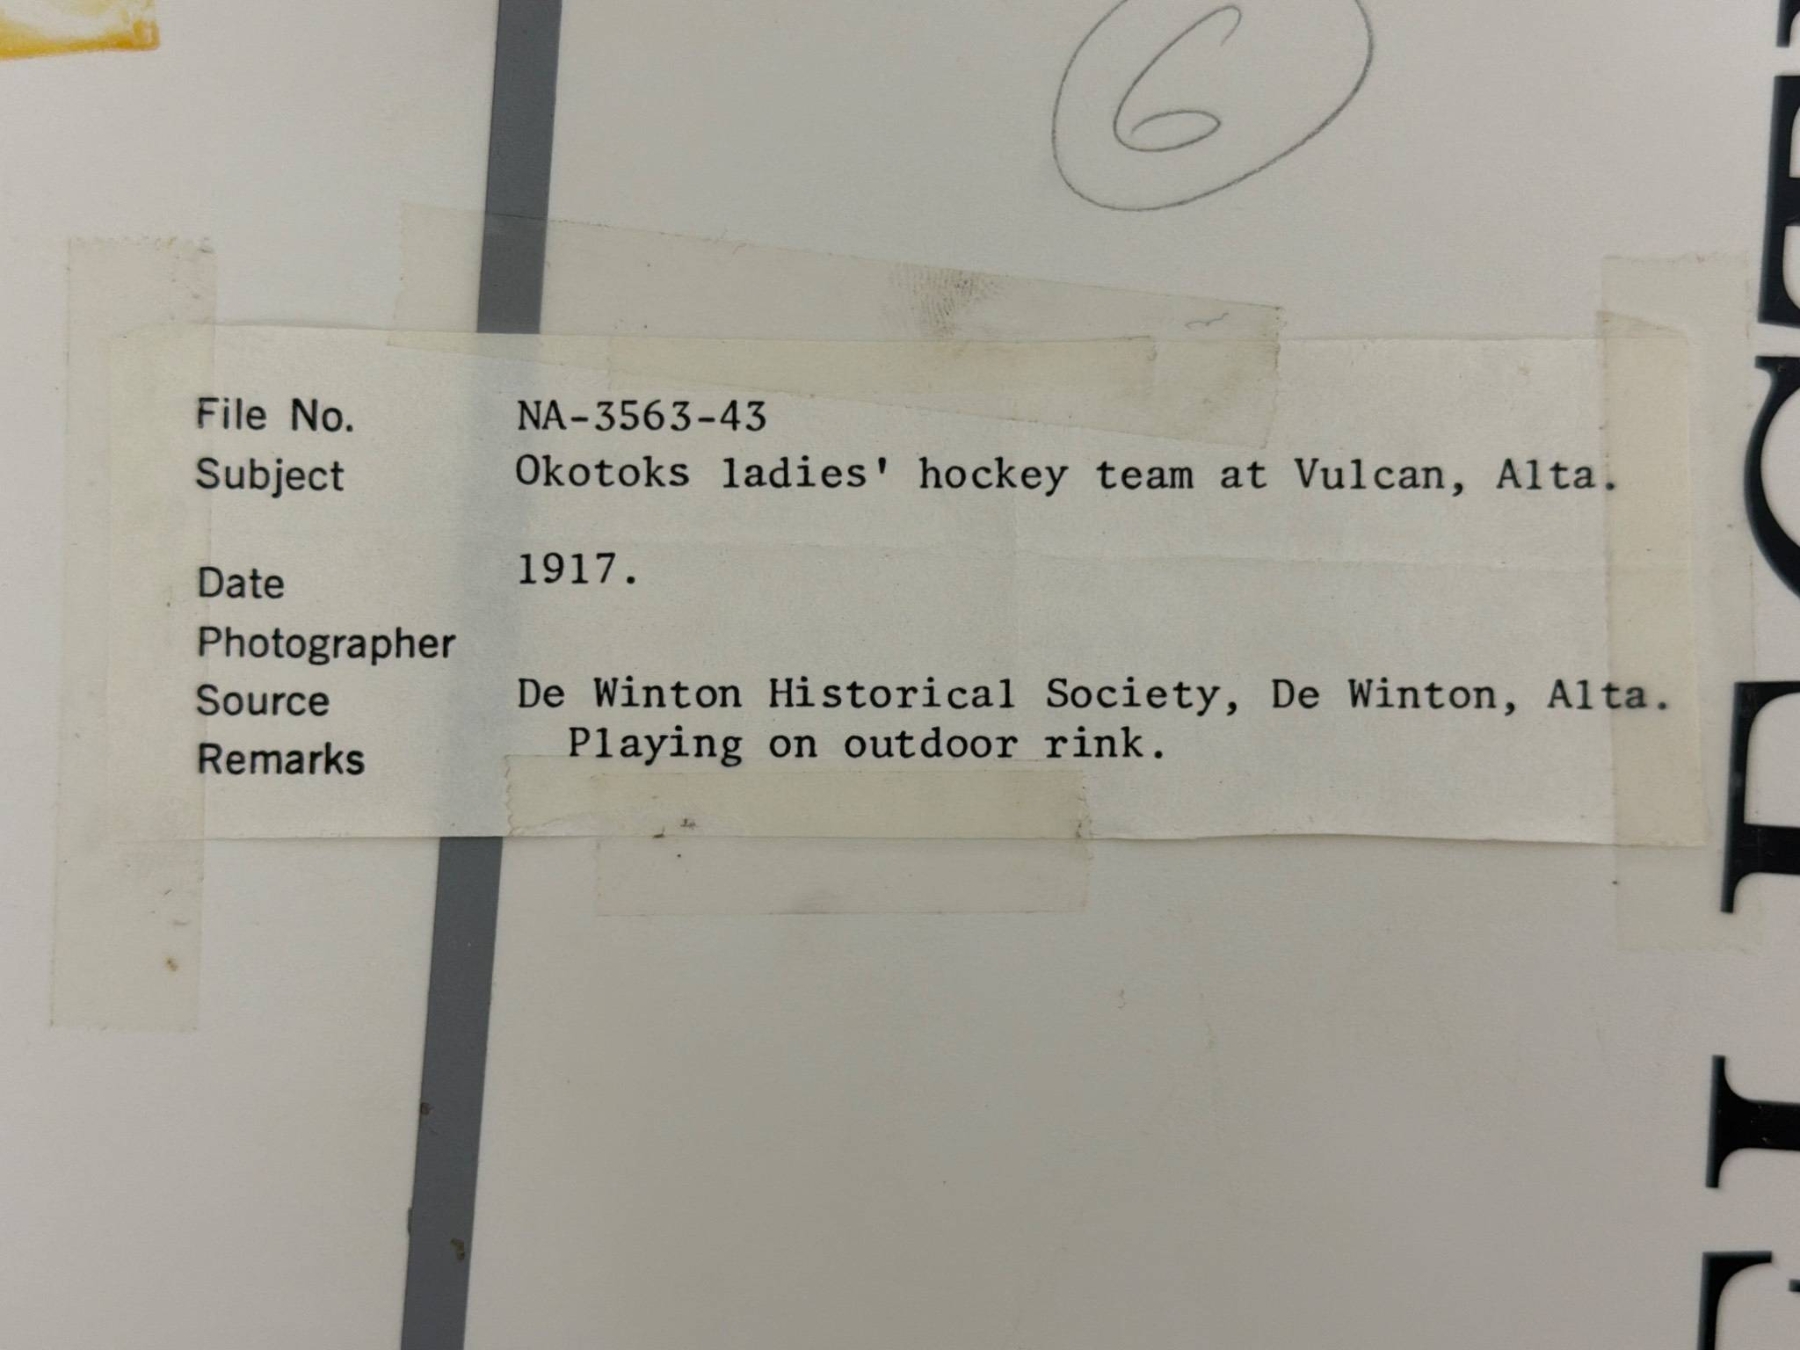 6
File No. NA-3563-43
Subject Okotoks ladies' hockey team at Vulcan, Alta.
Date 1917.
Photographer
Source De Winton Historical Society, De Winton, Alta.
Remarks Playing on outdoor rink.